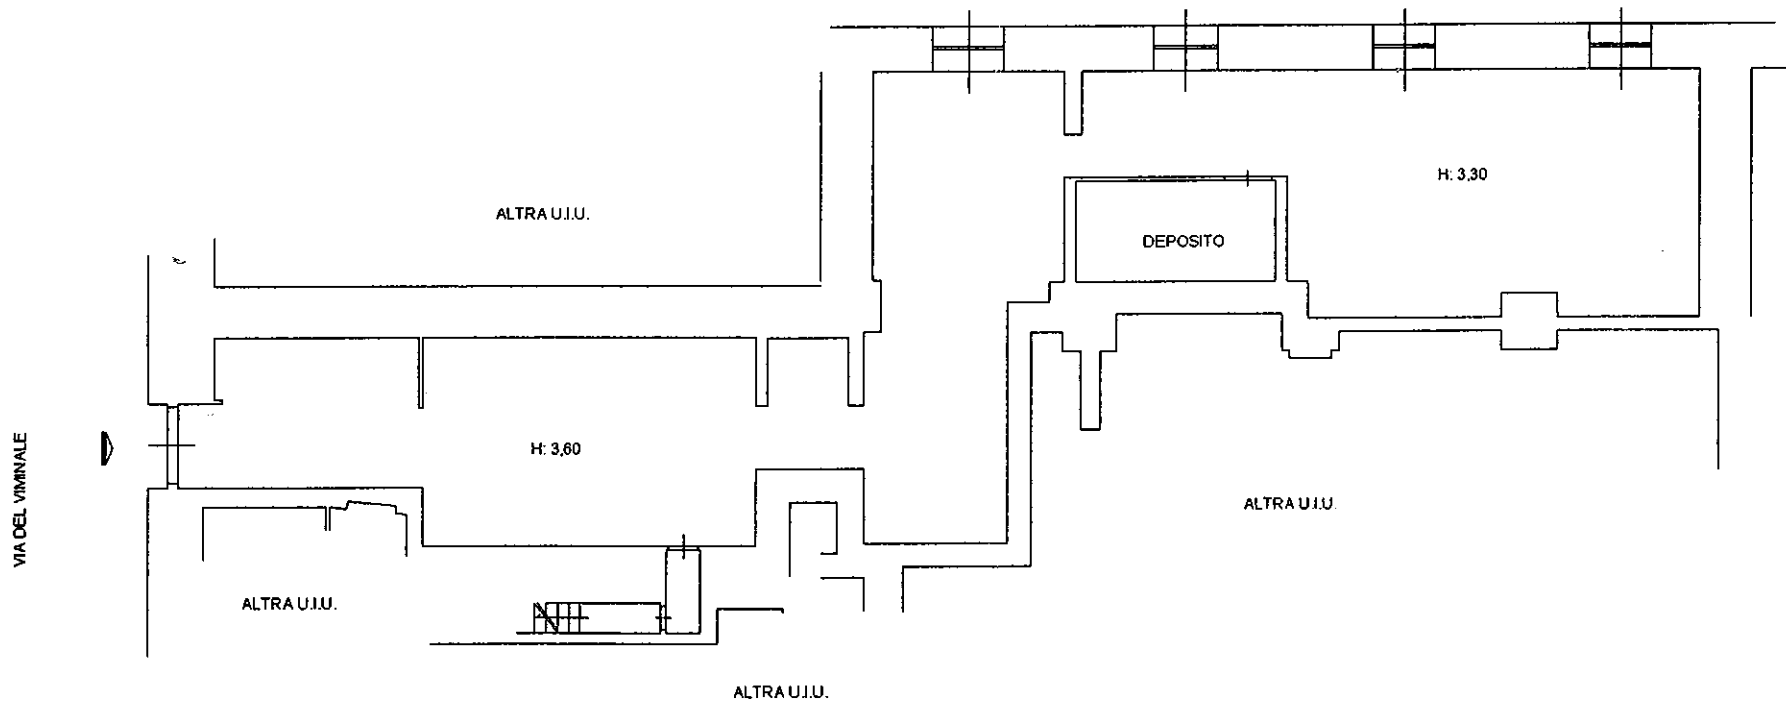 H: 3,30
ALTRA U.I.U.
DEPOSITO
VIA DEL VIMINALE
H: 3,60
ALTRA U.I.U.
ALTRA U.I.U.
ALTRA U.I.U.